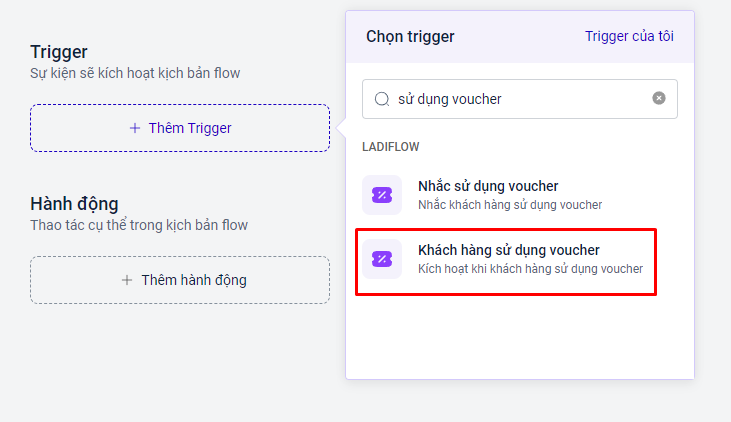 Trigger
Sự kiện sẽ kích hoạt kịch bản flow
+ Thêm Trigger
Hành động
Thao tác cụ thể trong kịch bản flow
+ Thêm hành động
Chọn trigger
Trigger của tôi
sử dụng voucher
LADIFLOW
Nhắc sử dụng voucher
Nhắc khách hàng sử dụng voucher
Khách hàng sử dụng voucher
Kích hoạt khi khách hàng sử dụng voucher